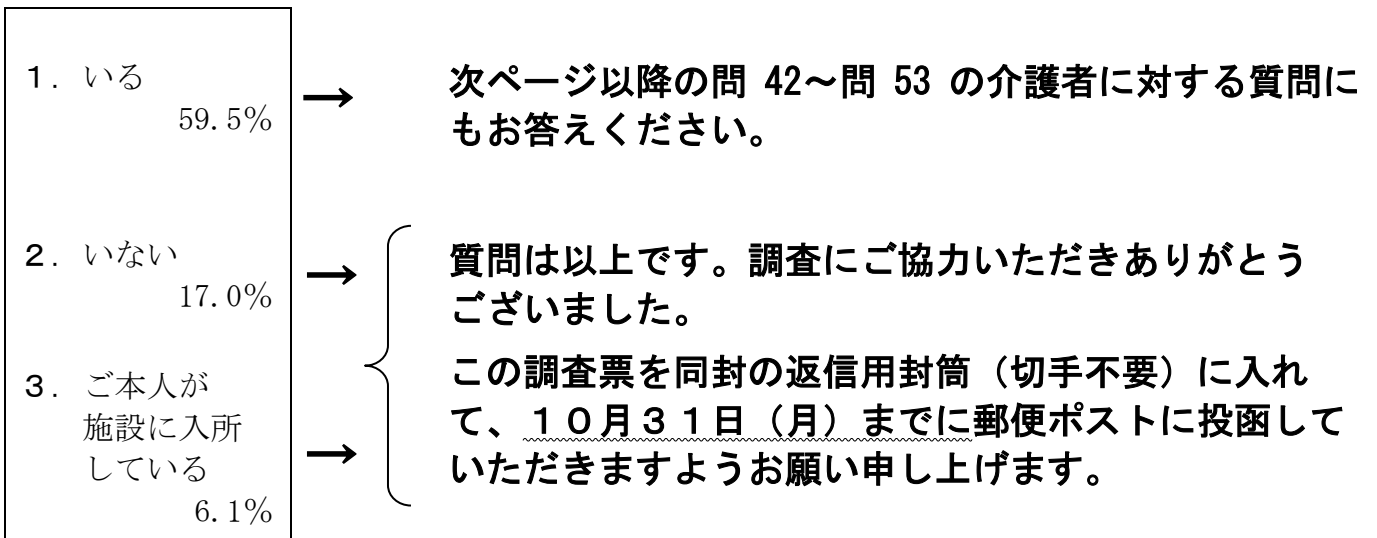 １．いる
59.5%
→
次ページ以降の問 42～問 53 の介護者に対する質問に
もお答えください。
２．いない
17.0%
→
質問は以上です。調査にご協力いただきありがとう
ございました。
３．ご本人が
施設に入所
している
6.1%
→
この調査票を同封の返信用封筒（切手不要）に入れ
て、１０月３１日（月）までに郵便ポストに投函して
いただきますようお願い申し上げます。